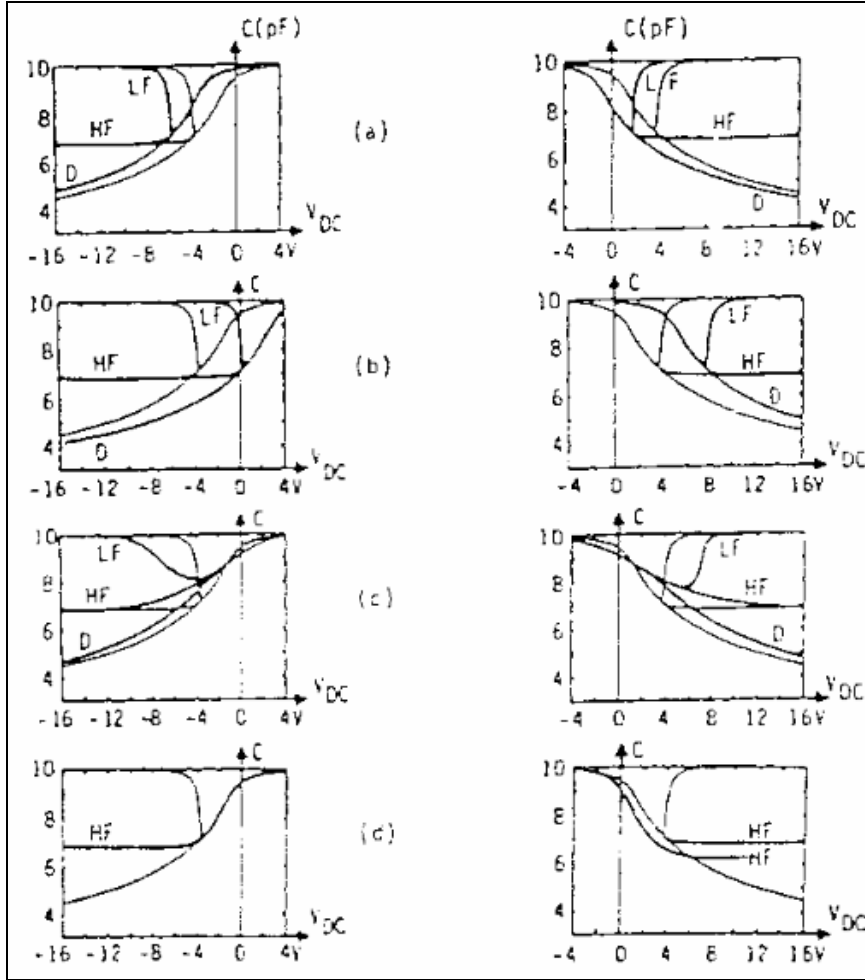 C(pF) C(pF)
10 LF 10 LF
8 HF 8 HF
(a)
6 D 6 D
4 V_DC 4 V_DC
-16 -12 -8 -4 0 4V -4 0 4 8 12 16V
C C
10 LF 10 LF
8 HF 8 HF
(b)
6 6 D
4 D V_DC 4 V_DC
-16 -12 -8 -4 0 4V -4 0 4 8 12 16V
C C
10 LF 10 LF
8 HF 8 HF
(c)
6 D 6 D
4 V_DC 4 V_DC
-16 -12 -8 -4 0 4V -4 0 4 8 12 16V
C C
10 10
8 HF 8 HF
(d)
6 6 HF
4 V_DC 4 V_DC
-16 -12 -8 -4 0 4V -4 0 4 8 12 16V